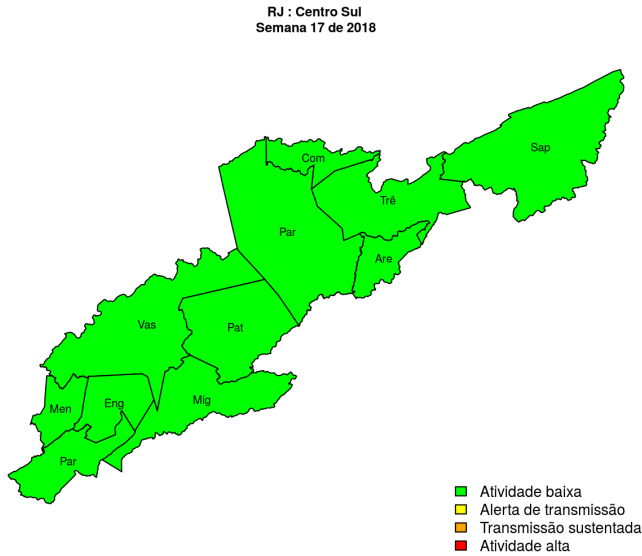 RJ : Centro Sul
Semana 17 de 2018
Sap
Com
Trê
Par
Are
Vas
Pat
Mig
Men
Eng
Par
Atividade baixa
Alerta de transmissão
Transmissão sustentada
Atividade alta